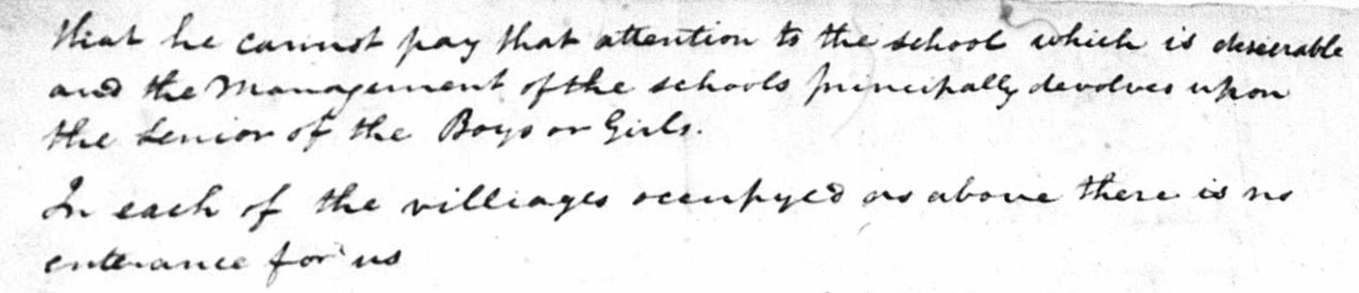 that he cannot pay that attention to the school which is desierable
and the Management of the schools principally devolves upon
the Senior of the Boys or Girls.
In each of the villiages occupyed as above there is no
enterance for us